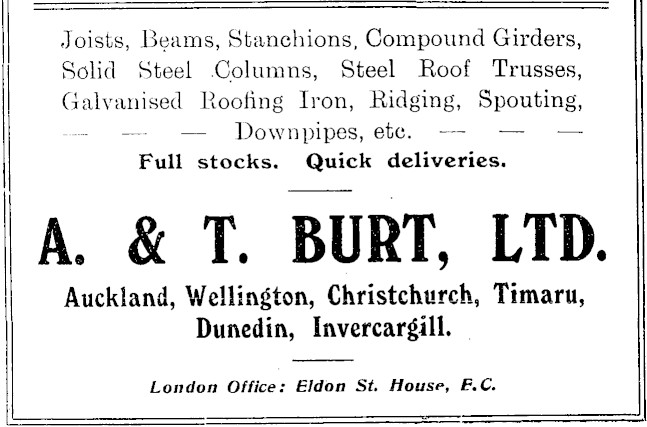 Joists, Beams, Stanchions, Compound Girders,
Solid Steel Columns, Steel Roof Trusses,
Galvanised Roofing Iron, Ridging, Spouting,
— — — Downpipes, etc. — — —
Full stocks. Quick deliveries.
A. & T. BURT, LTD.
Auckland, Wellington, Christchurch, Timaru,
Dunedin, Invercargill.
London Office: Eldon St. House, E.C.